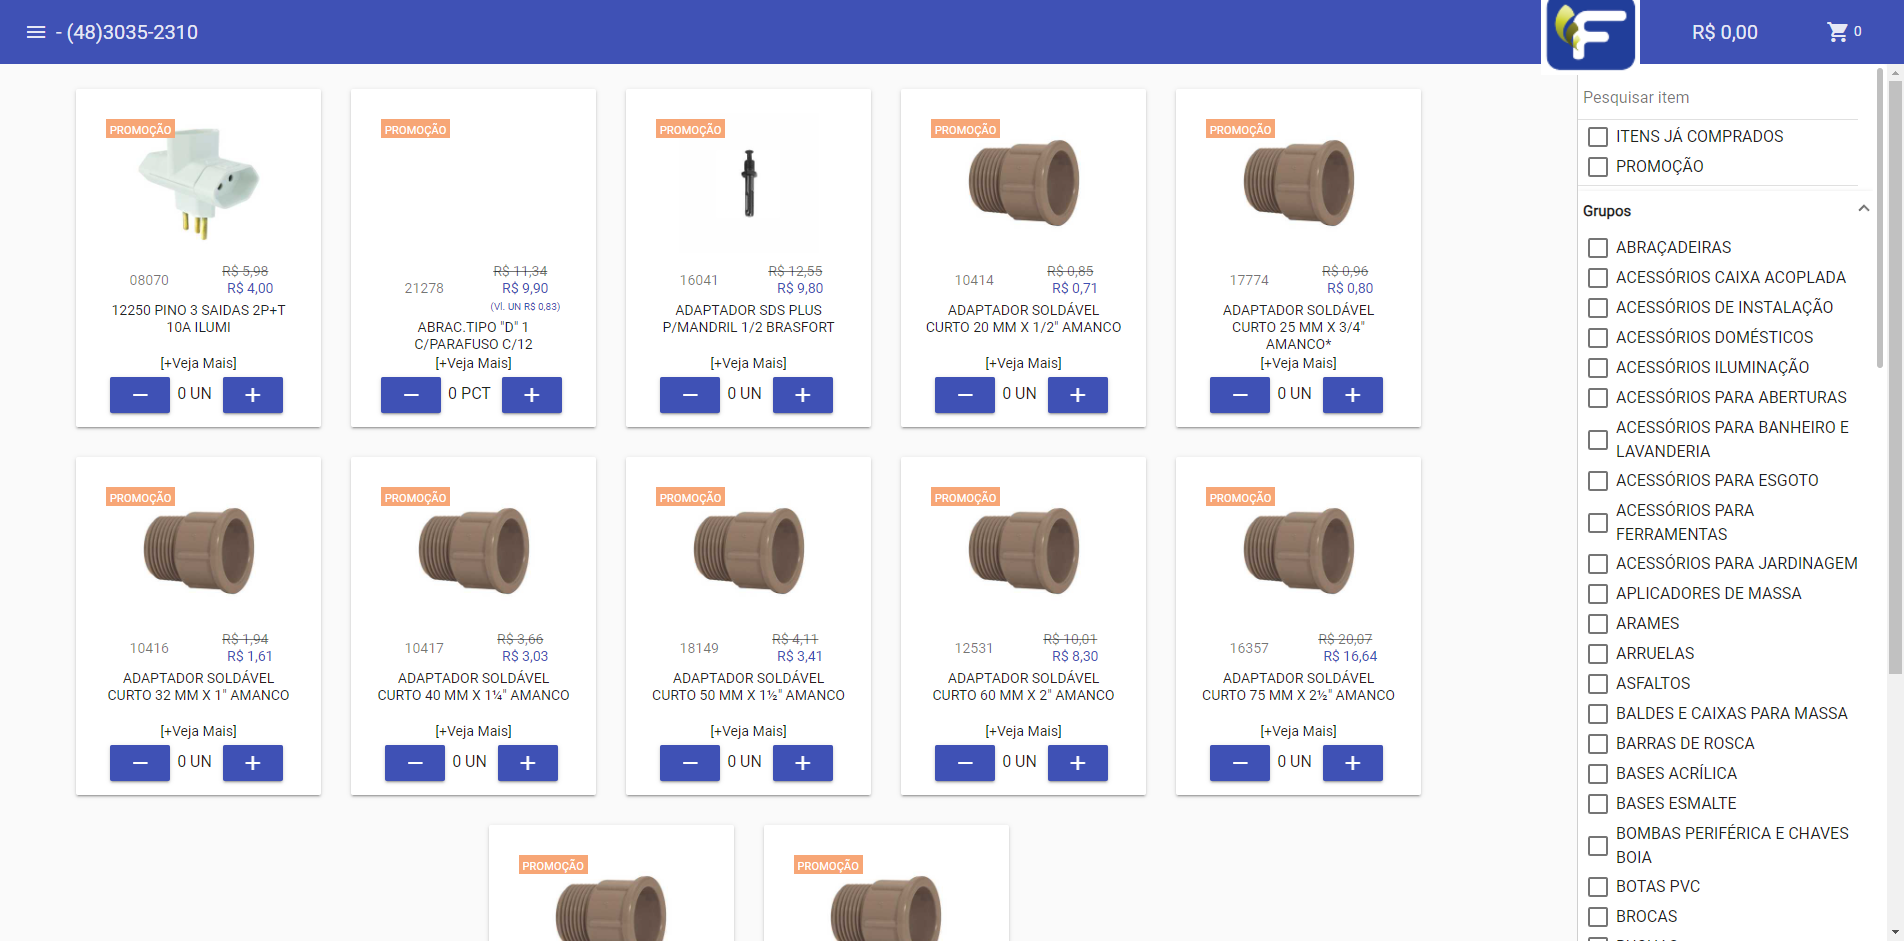 - (48)3035-2310
F
R$ 0,00
0
PROMOÇÃO
08070
R$ 5,98
R$ 4,00
12250 PINO 3 SAIDAS 2P+T
10A ILUMI
[+Veja Mais]
0 UN
PROMOÇÃO
21278
R$ 11,34
R$ 9,90
(Vl. UN R$ 0,83)
ABRAC.TIPO "D" 1
C/PARAFUSO C/12
[+Veja Mais]
0 PCT
PROMOÇÃO
16041
R$ 12,55
R$ 9,80
ADAPTADOR SDS PLUS
P/MANDRIL 1/2 BRASFORT
[+Veja Mais]
0 UN
PROMOÇÃO
10414
R$ 0,85
R$ 0,71
ADAPTADOR SOLDÁVEL
CURTO 20 MM X 1/2" AMANCO
[+Veja Mais]
0 UN
PROMOÇÃO
17774
R$ 0,96
R$ 0,80
ADAPTADOR SOLDÁVEL
CURTO 25 MM X 3/4"
AMANCO*
[+Veja Mais]
0 UN
PROMOÇÃO
10416
R$ 1,94
R$ 1,61
ADAPTADOR SOLDÁVEL
CURTO 32 MM X 1" AMANCO
[+Veja Mais]
0 UN
PROMOÇÃO
10417
R$ 3,66
R$ 3,03
ADAPTADOR SOLDÁVEL
CURTO 40 MM X 1¼" AMANCO
[+Veja Mais]
0 UN
PROMOÇÃO
18149
R$ 4,11
R$ 3,41
ADAPTADOR SOLDÁVEL
CURTO 50 MM X 1½" AMANCO
[+Veja Mais]
0 UN
PROMOÇÃO
12531
R$ 10,01
R$ 8,30
ADAPTADOR SOLDÁVEL
CURTO 60 MM X 2" AMANCO
[+Veja Mais]
0 UN
PROMOÇÃO
16357
R$ 20,07
R$ 16,64
ADAPTADOR SOLDÁVEL
CURTO 75 MM X 2½" AMANCO
[+Veja Mais]
0 UN
PROMOÇÃO
PROMOÇÃO
Pesquisar item
ITENS JÁ COMPRADOS
PROMOÇÃO
Grupos
ABRAÇADEIRAS
ACESSÓRIOS CAIXA ACOPLADA
ACESSÓRIOS DE INSTALAÇÃO
ACESSÓRIOS DOMÉSTICOS
ACESSÓRIOS ILUMINAÇÃO
ACESSÓRIOS PARA ABERTURAS
ACESSÓRIOS PARA BANHEIRO E
LAVANDERIA
ACESSÓRIOS PARA ESGOTO
ACESSÓRIOS PARA
FERRAMENTAS
ACESSÓRIOS PARA JARDINAGEM
APLICADORES DE MASSA
ARAMES
ARRUELAS
ASFALTOS
BALDES E CAIXAS PARA MASSA
BARRAS DE ROSCA
BASES ACRÍLICA
BASES ESMALTE
BOMBAS PERIFÉRICA E CHAVES
BOIA
BOTAS PVC
BROCAS